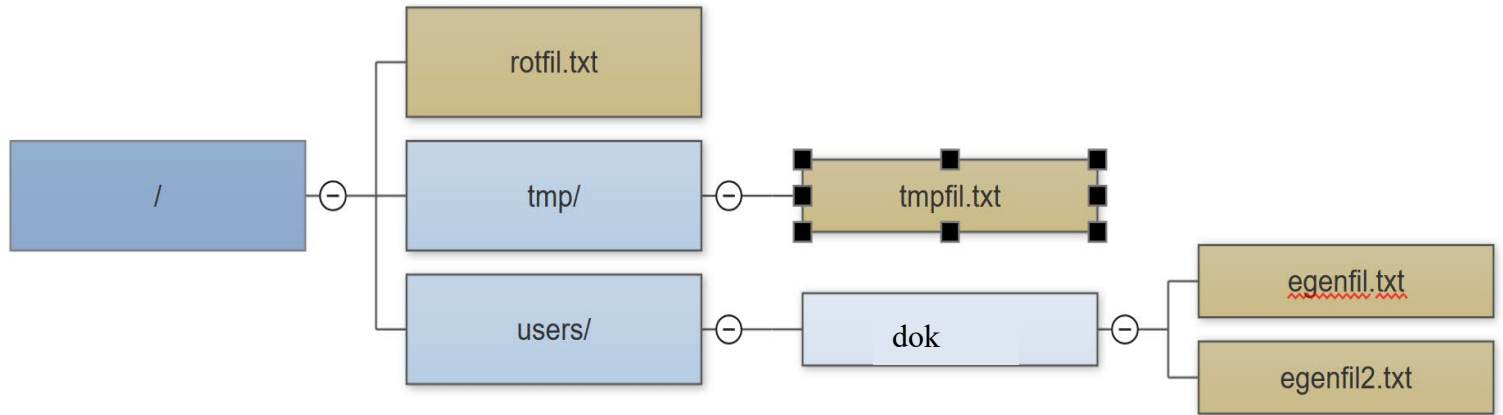 /
rotfil.txt
tmp/
tmpfil.txt
users/
dok
egenfil.txt
egenfil2.txt